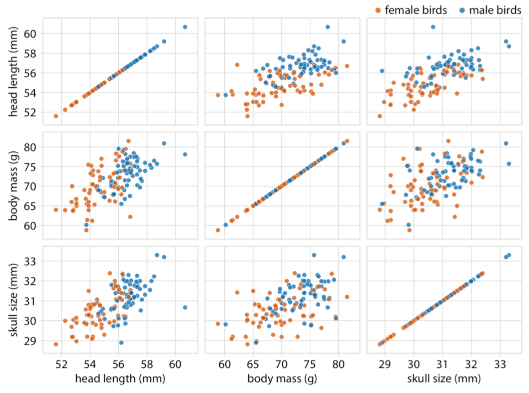 female birds male birds
head length (mm)
60
58
56
54
52
body mass (g)
80
75
70
65
60
skull size (mm)
33
32
31
30
29
52 54 56 58 60
60 65 70 75 80
29 30 31 32 33
head length (mm) body mass (g) skull size (mm)